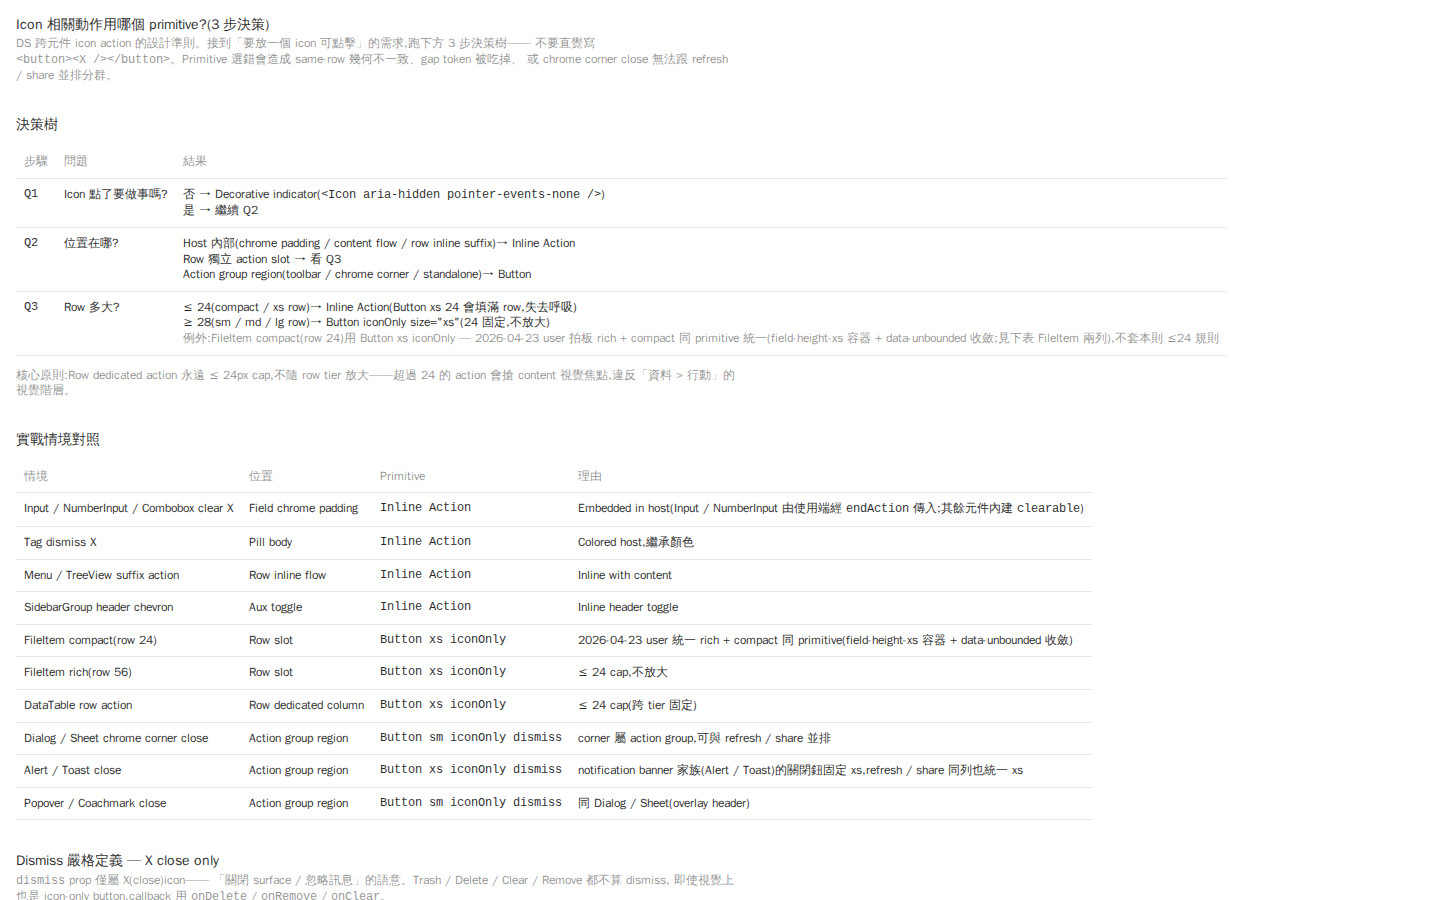 Icon 相關動作用哪個 primitive?(3 步決策)
DS 跨元件 icon action 的設計準則。接到「要放一個 icon 可點擊」的需求,跑下方 3 步決策樹—— 不要直覺寫
<button><X /></button>。Primitive 選錯會造成 same-row 幾何不一致、gap token 被吃掉、 或 chrome corner close 無法跟 refresh
/ share 並排分群。
決策樹
步驟 問題 結果
Q1 Icon 點了要做事嗎? 否 → Decorative indicator(<Icon aria-hidden pointer-events-none />)
是 → 繼續 Q2
Q2 位置在哪? Host 內部(chrome padding / content flow / row inline suffix)→ Inline Action
Row 獨立 action slot → 看 Q3
Action group region(toolbar / chrome corner / standalone)→ Button
Q3 Row 多大? ≤ 24(compact / xs row)→ Inline Action(Button xs 24 會填滿 row,失去呼吸)
≥ 28(sm / md / lg row)→ Button iconOnly size="xs"(24 固定,不放大)
例外:FileItem compact(row 24)用 Button xs iconOnly — 2026-04-23 user 拍板 rich + compact 同 primitive 統一(field-height-xs 容器 + data-unbounded 收斂;見下表 FileItem 兩列),不套本則 ≤24 規則
核心原則:Row dedicated action 永遠 ≤ 24px cap,不隨 row tier 放大——超過 24 的 action 會搶 content 視覺焦點,違反「資料 > 行動」的
視覺階層。
實戰情境對照
情境 位置 Primitive 理由
Input / NumberInput / Combobox clear X Field chrome padding Inline Action Embedded in host(Input / NumberInput 由使用端經 endAction 傳入;其餘元件內建 clearable)
Tag dismiss X Pill body Inline Action Colored host,繼承顏色
Menu / TreeView suffix action Row inline flow Inline Action Inline with content
SidebarGroup header chevron Aux toggle Inline Action Inline header toggle
FileItem compact(row 24) Row slot Button xs iconOnly 2026-04-23 user 統一 rich + compact 同 primitive(field-height-xs 容器 + data-unbounded 收斂)
FileItem rich(row 56) Row slot Button xs iconOnly ≤ 24 cap,不放大
DataTable row action Row dedicated column Button xs iconOnly ≤ 24 cap(跨 tier 固定)
Dialog / Sheet chrome corner close Action group region Button sm iconOnly dismiss corner 屬 action group,可與 refresh / share 並排
Alert / Toast close Action group region Button xs iconOnly dismiss notification banner 家族(Alert / Toast)的關閉鈕固定 xs,refresh / share 同列也統一 xs
Popover / Coachmark close Action group region Button sm iconOnly dismiss 同 Dialog / Sheet(overlay header)
Dismiss 嚴格定義 — X close only
dismiss prop 僅屬 X(close)icon—— 「關閉 surface / 忽略訊息」的語意。Trash / Delete / Clear / Remove 都不算 dismiss, 即使視覺上
也是 icon-only button,callback 用 onDelete / onRemove / onClear。